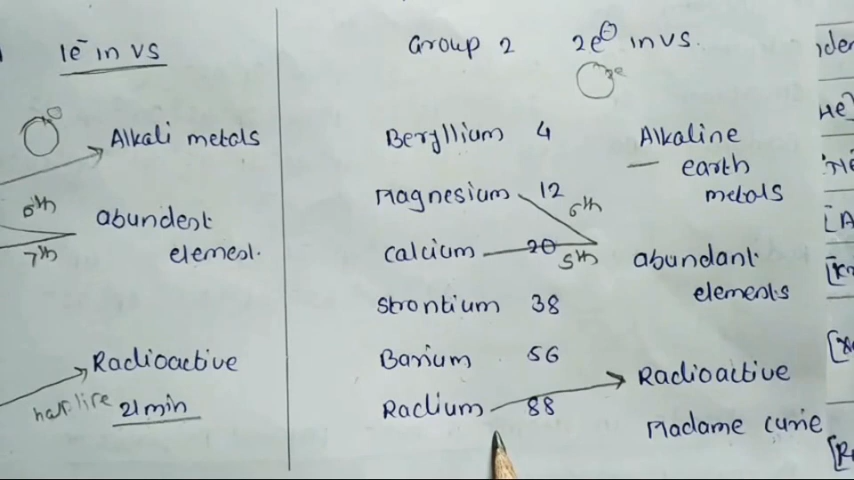 1e⁻ in VS
Alkali metals
6th
abundent
7th
element.
Radioactive
half life 21min
Group 2 2e⊖ in VS.
2e
Beryllium 4 Alkaline
earth
Magnesium 12 metals
6th
Calcium 20 5th abundant
elements
Strontium 38
Barium 56
Radium 88 Radioactive
Madame Curie